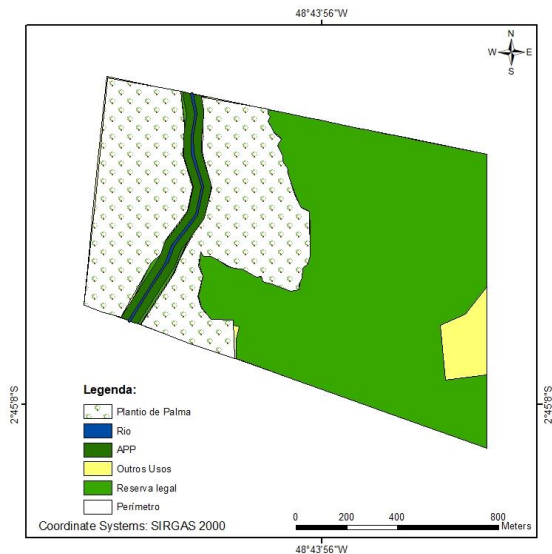 48°43'56"W
N
W E
S
2°45'8"S
2°45'8"S
Legenda:
Plantio de Palma
Rio
APP
Outros Usos
Reserva legal
Perímetro
Coordinate Systems: SIRGAS 2000
0 200 400 800
Meters
48°43'56"W